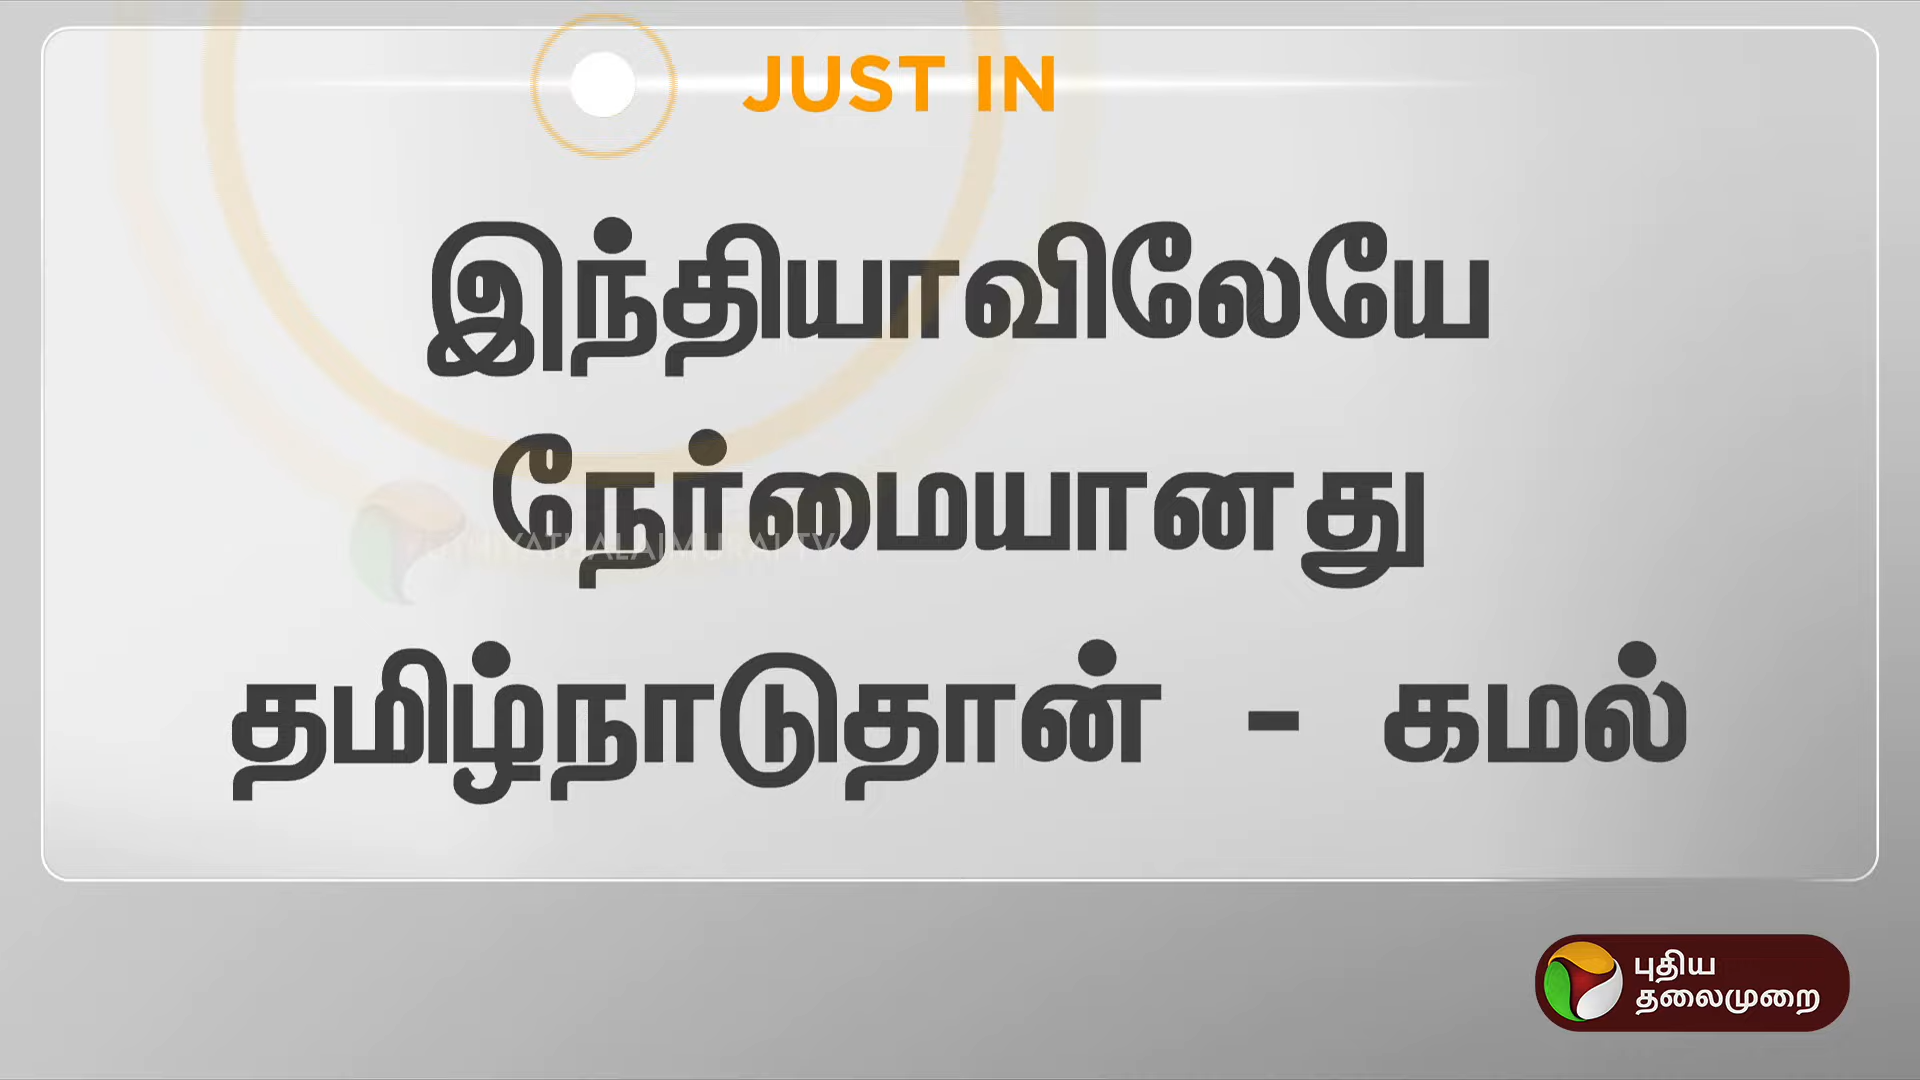 JUST IN
இந்தியாவிலேயே
நேர்மையானது
தமிழ்நாடுதான் - கமல்
புதிய
தலைமுறை